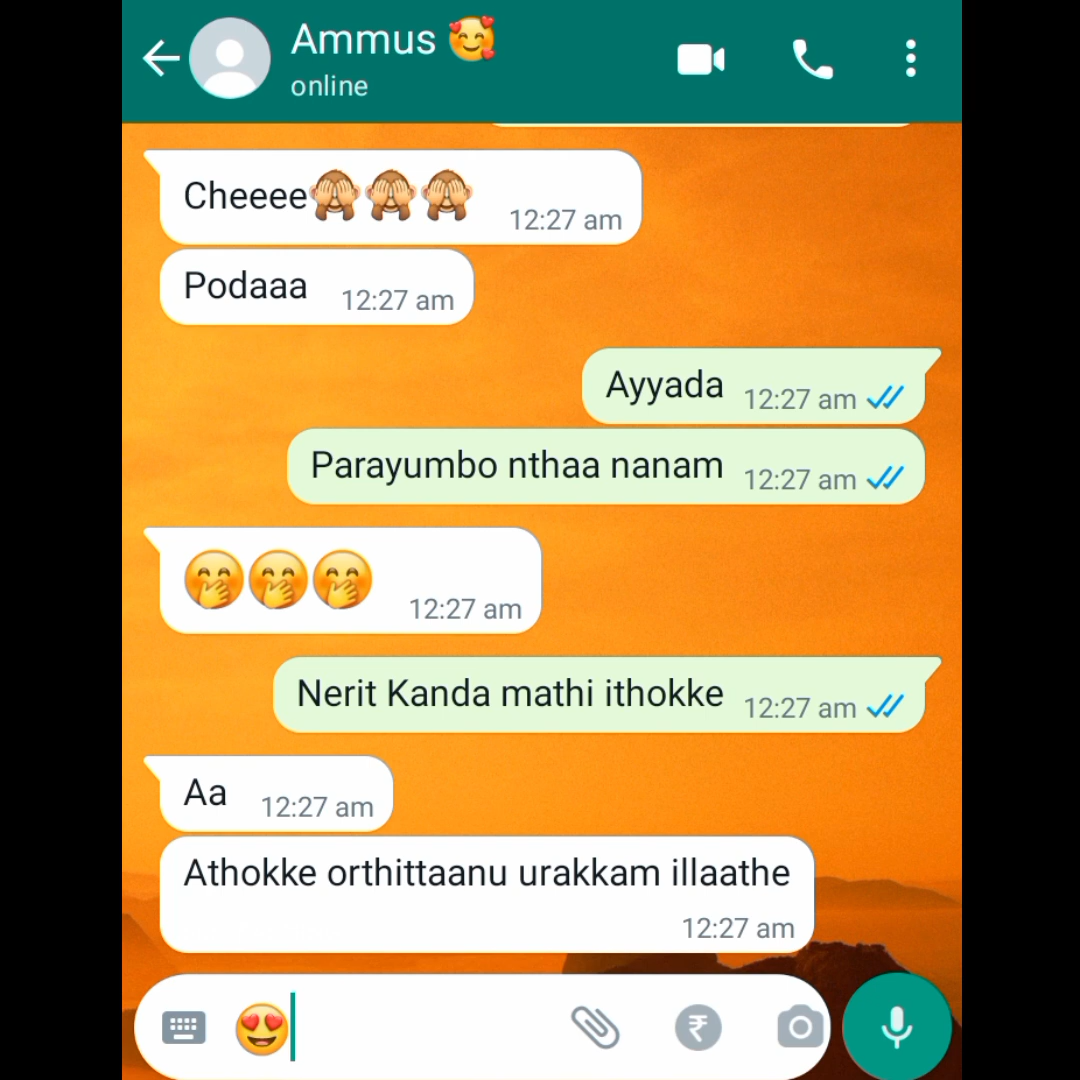 Ammus 🥰
online
Cheeee🙈🙈🙈 12:27 am
Podaaa 12:27 am
Ayyada 12:27 am
Parayumbo nthaa nanam 12:27 am
🤭🤭🤭 12:27 am
Nerit Kanda mathi ithokke 12:27 am
Aa 12:27 am
Athokke orthittaanu urakkam illaathe
12:27 am
😍